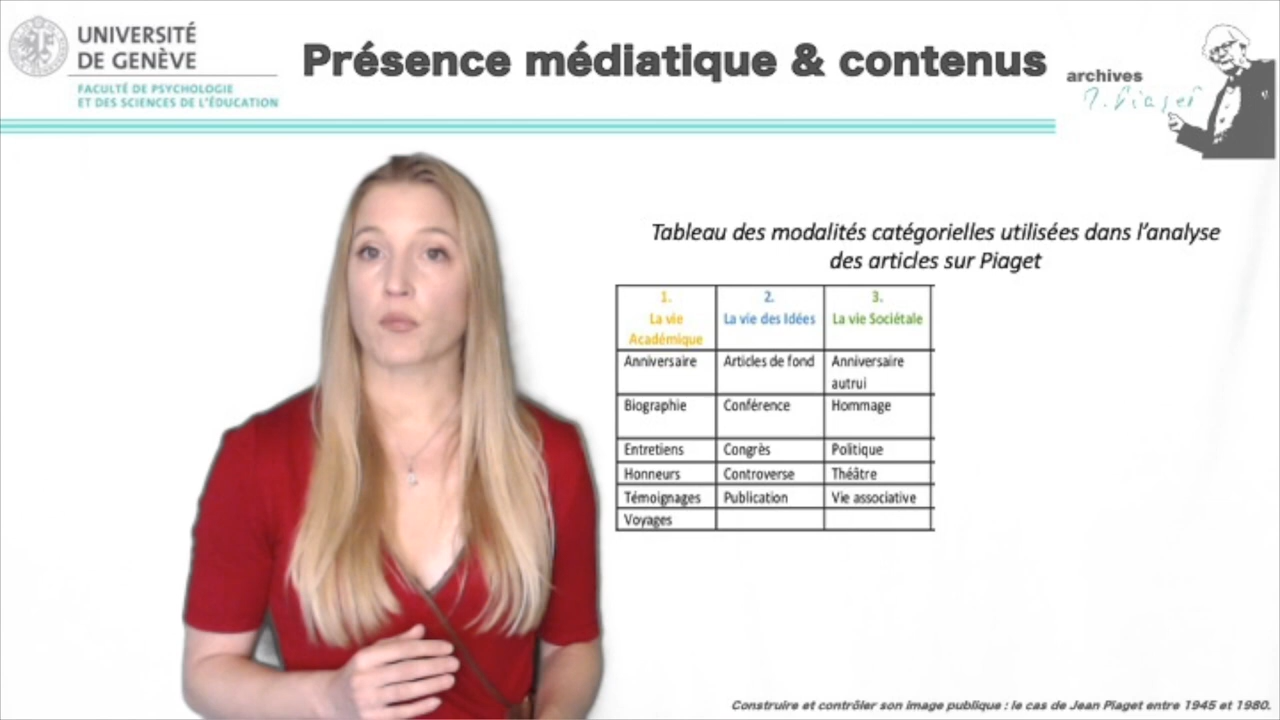 UNIVERSITÉ
DE GENÈVE
FACULTÉ DE PSYCHOLOGIE
ET DES SCIENCES DE L'ÉDUCATION
Présence médiatique & contenus
archives
J. Piaget
Tableau des modalités catégorielles utilisées dans l'analyse
des articles sur Piaget
1. 2. 3.
La vie La vie des Idées La vie Sociétale
Académique
Anniversaire Articles de fond Anniversaire
autrui
Biographie Conférence Hommage
Entretiens Congrès Politique
Honneurs Controverse Théâtre
Témoignages Publication Vie associative
Voyages
Construire et contrôler son image publique : le cas de Jean Piaget entre 1945 et 1980.